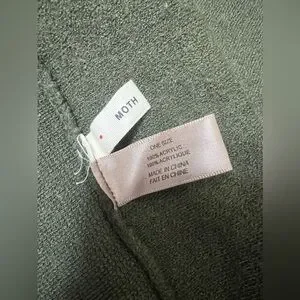 MOTH
ONE SIZE
100% ACRYLIC
100% ACRYLIQUE
MADE IN CHINA
FAIT EN CHINE